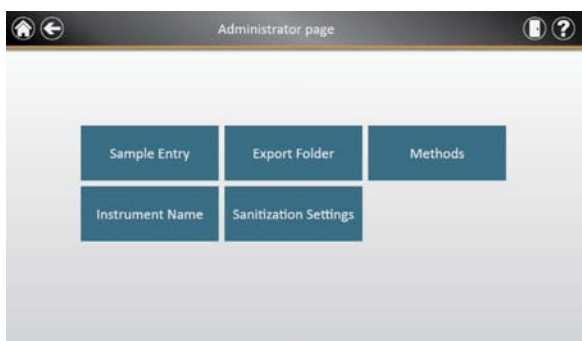 Administrator page
?
Sample Entry Export Folder Methods
Instrument Name Sanitization Settings